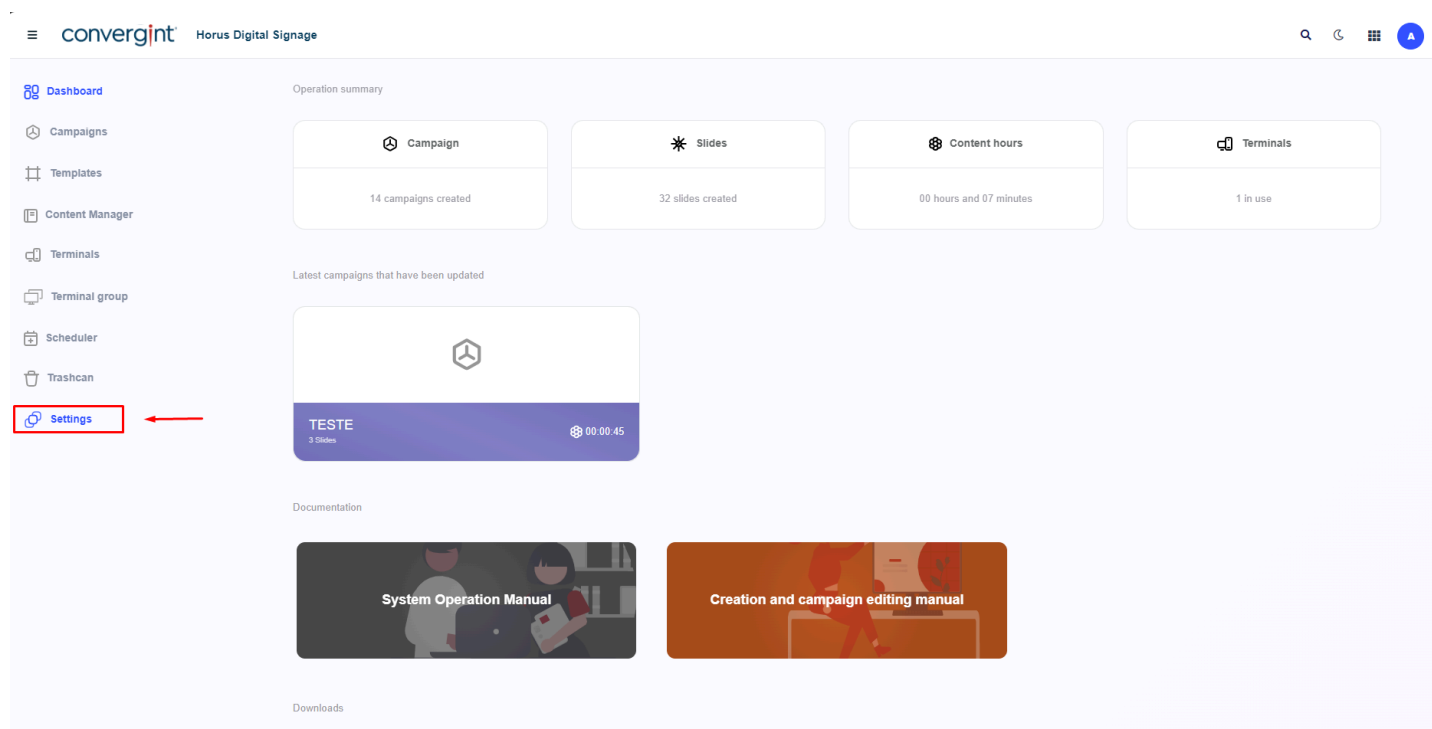 convergint
Horus Digital Signage
A
Dashboard
Campaigns
Templates
Content Manager
Terminals
Terminal group
Scheduler
Trashcan
Settings
Operation summary
Campaign
14 campaigns created
Slides
32 slides created
Content hours
00 hours and 07 minutes
Terminals
1 in use
Latest campaigns that have been updated
TESTE
3 Slides
00:00:45
Documentation
System Operation Manual
Creation and campaign editing manual
Downloads